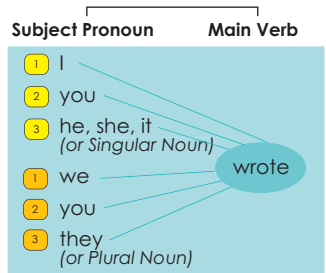 Subject Pronoun Main Verb
1 I
2 you
3 he, she, it
(or Singular Noun)
wrote
1 we
2 you
3 they
(or Plural Noun)